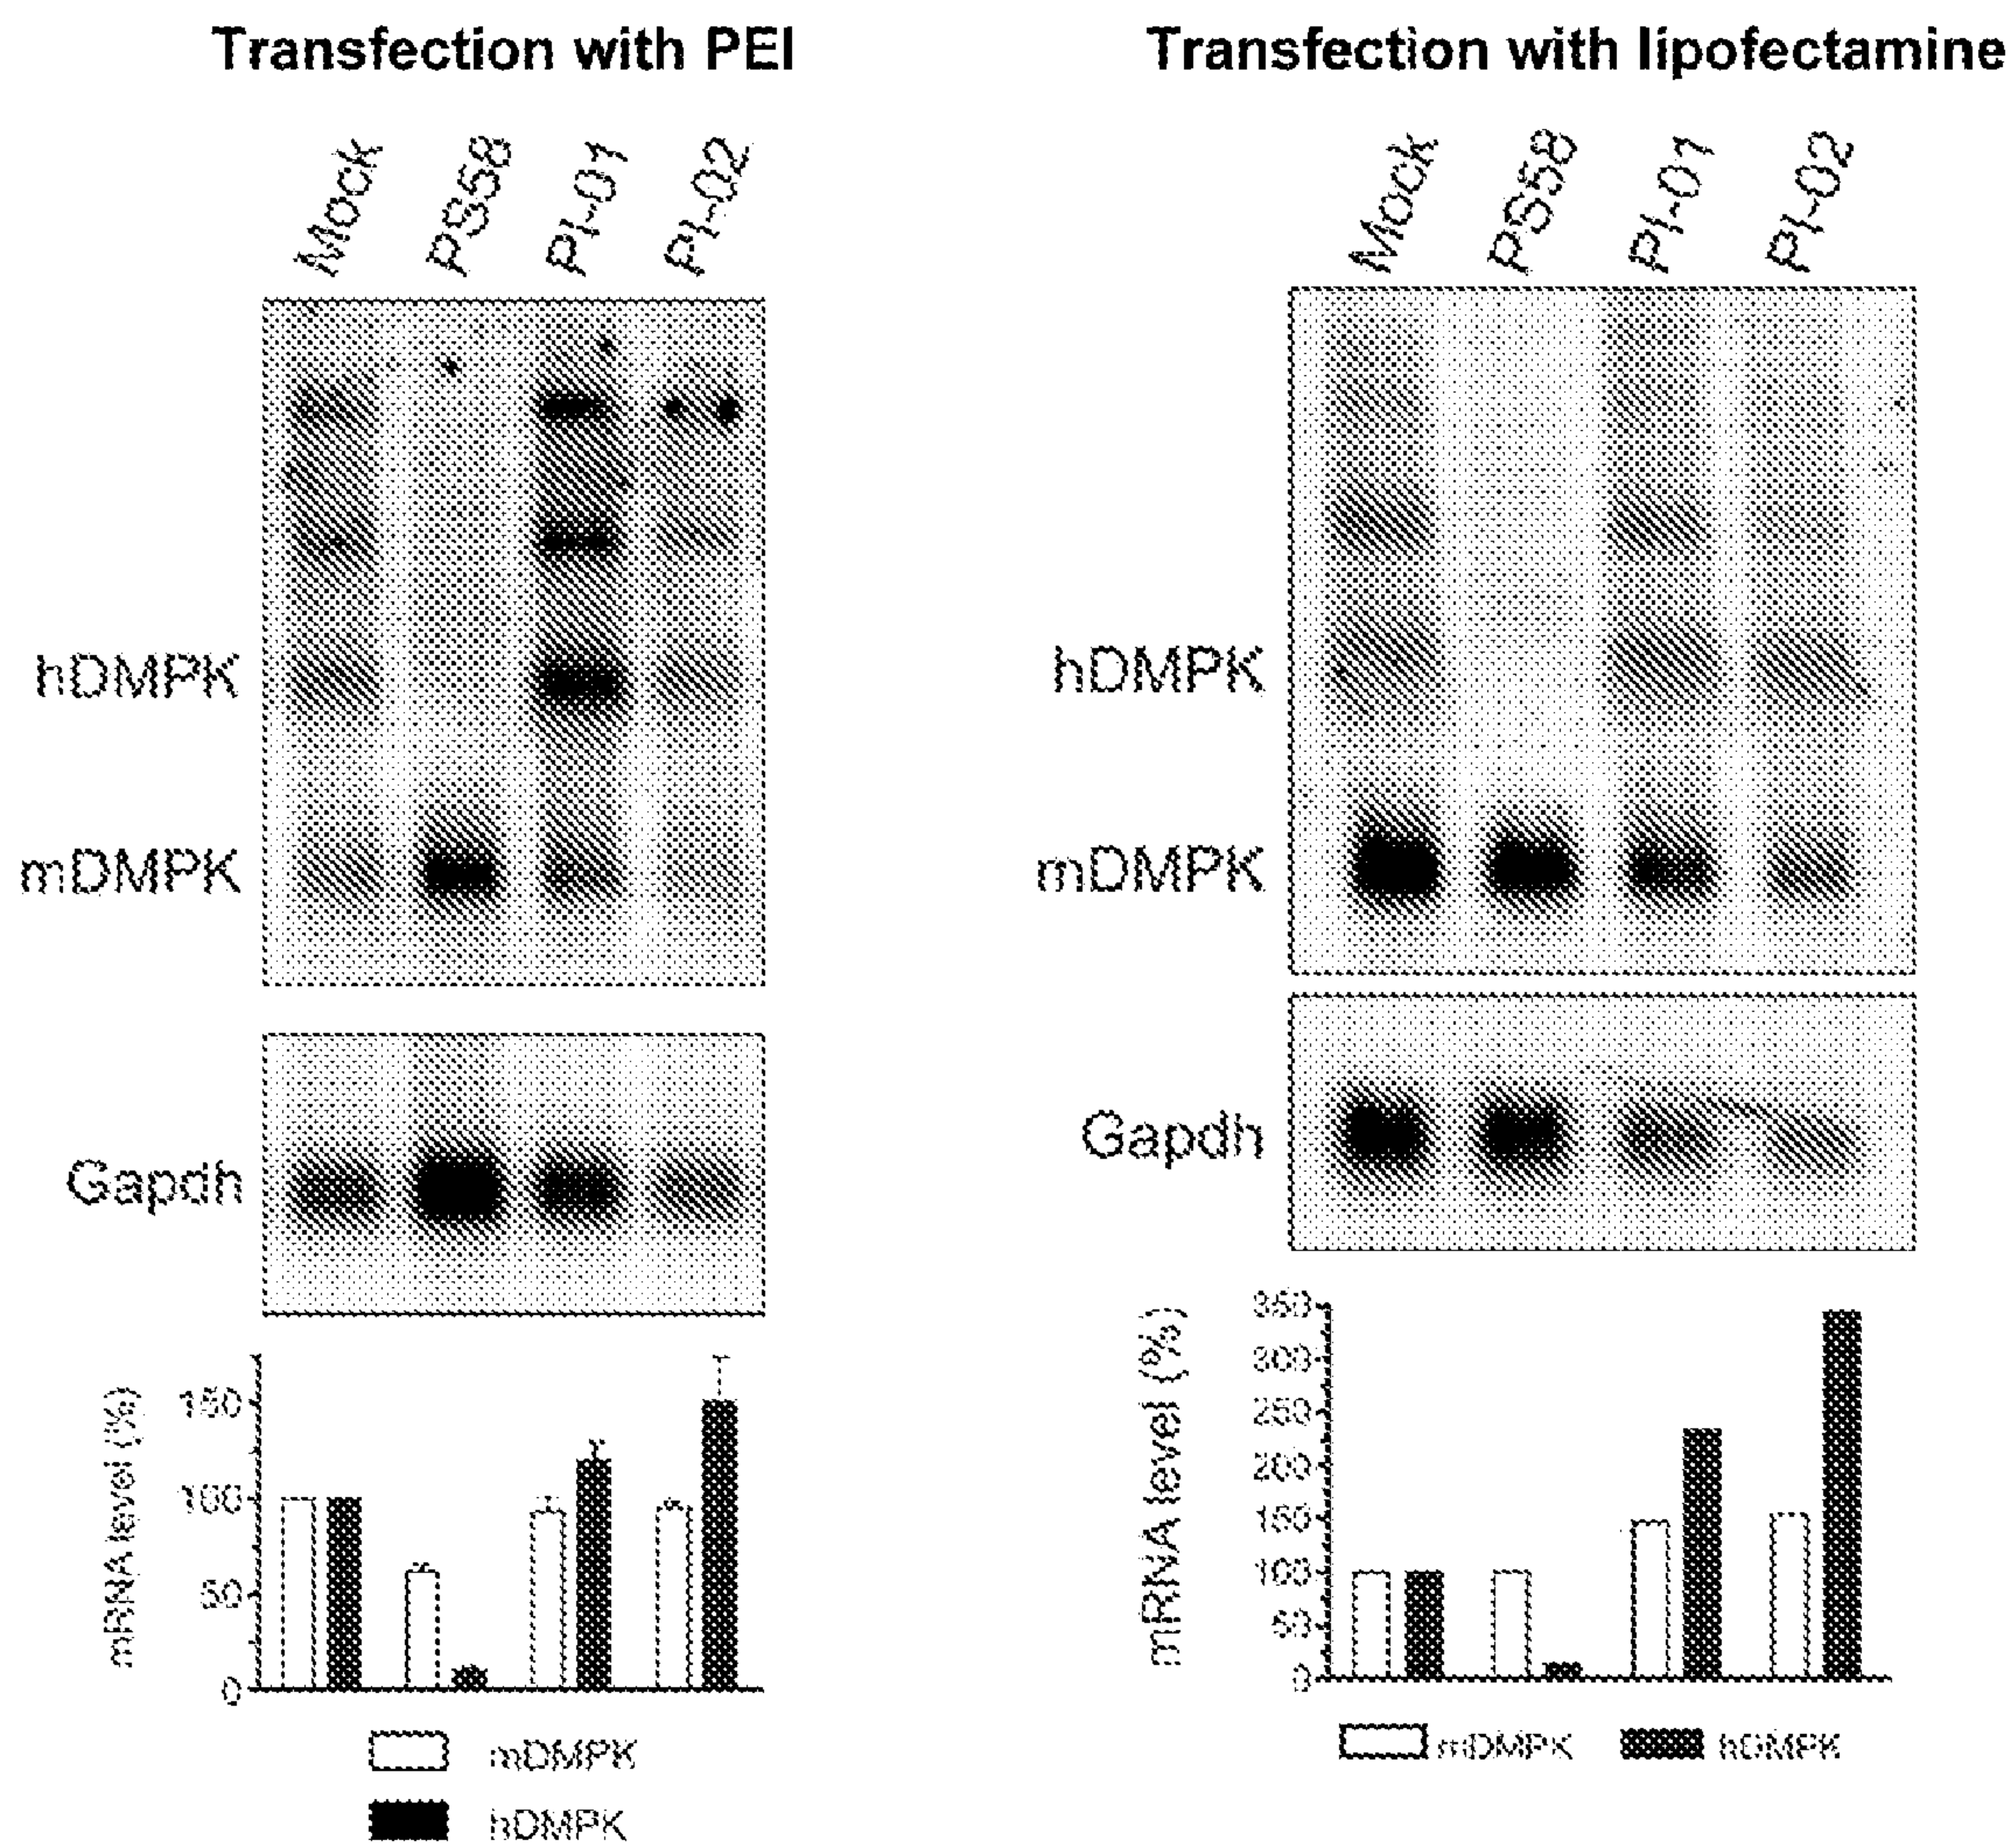 Transfection with PEI
Mock PS58 PI-01 PI-02
hDMPK
mDMPK
Gapdh
mRNA level (%)
150
100
50
0
mDMPK
hDMPK
Transfection with lipofectamine
Mock PS58 PI-01 PI-02
hDMPK
mDMPK
Gapdh
mRNA level (%)
350
300
250
200
150
100
50
0
mDMPK hDMPK